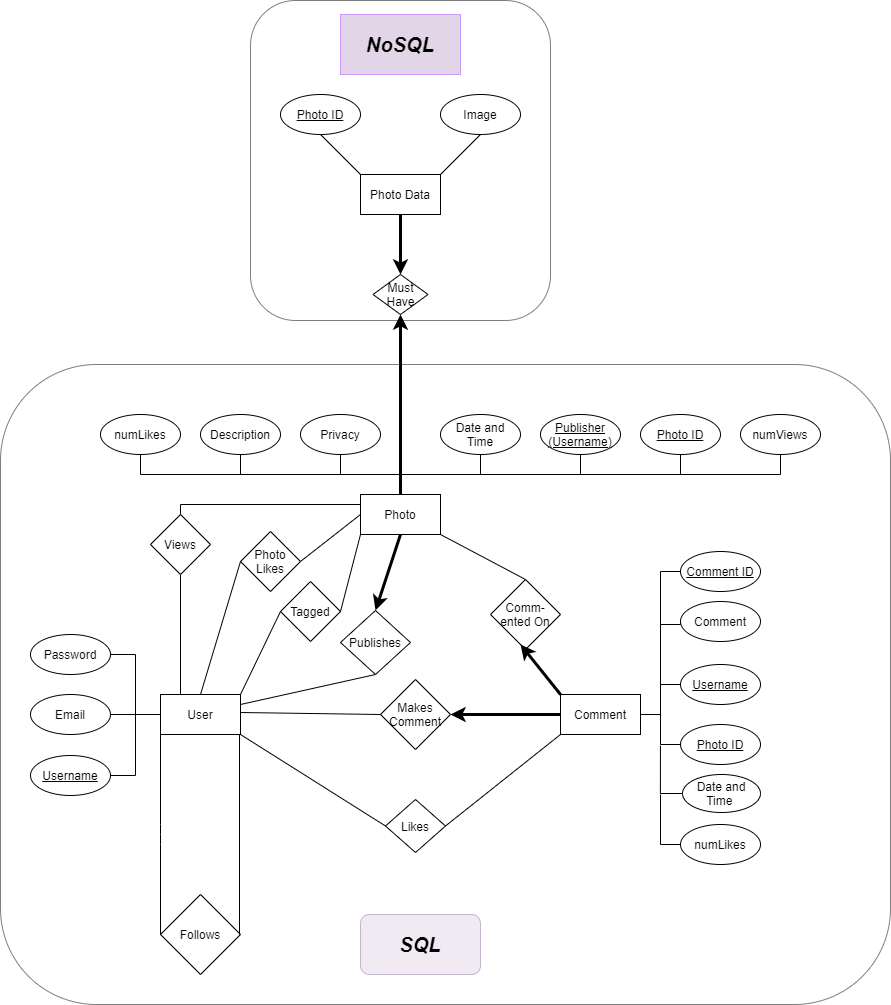 NoSQL
Photo ID
Image
Photo Data
Must
Have
numLikes
Description
Privacy
Date and
Time
Publisher
(Username)
Photo ID
numViews
Photo
Views
Photo
Likes
Tagged
Publishes
Comm-
ented On
Comment ID
Comment
Username
Photo ID
Date and
Time
numLikes
Password
Email
Username
User
Makes
Comment
Comment
Likes
Follows
SQL